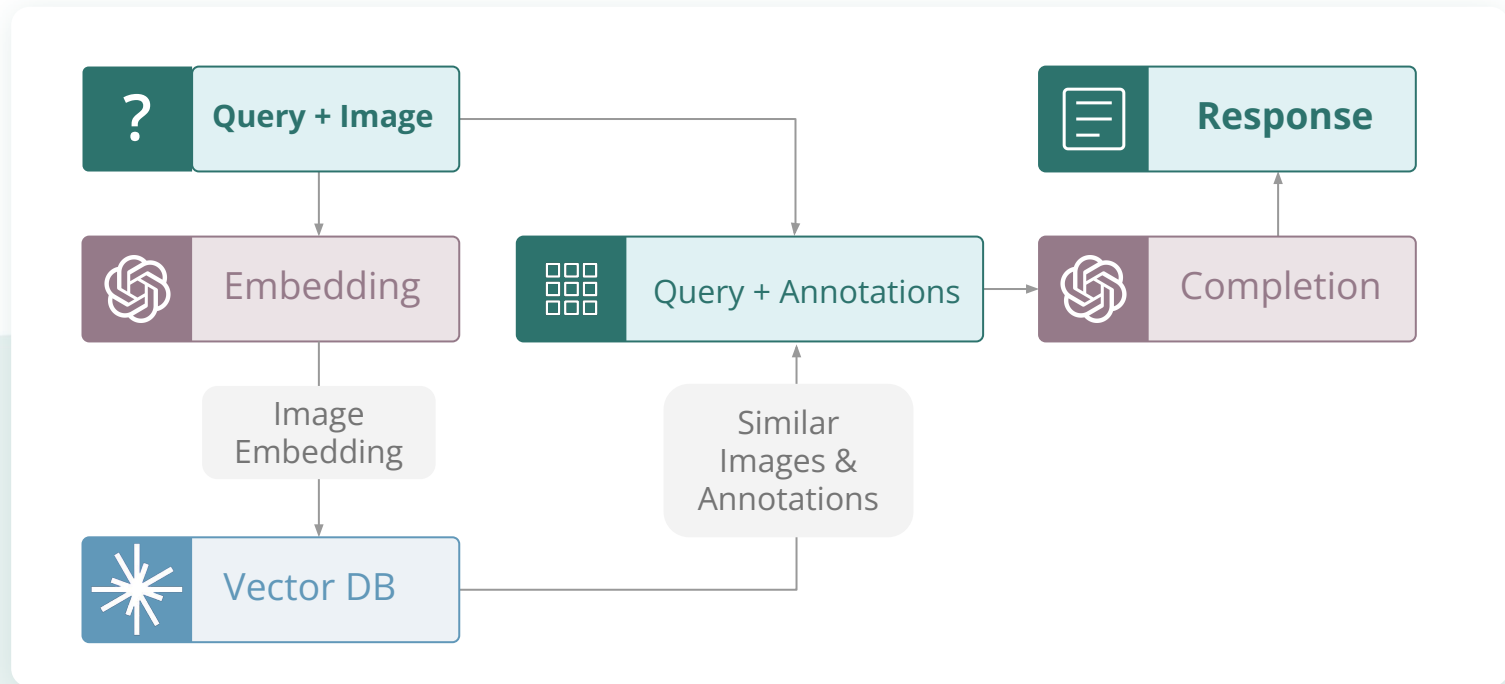 ?
Query + Image
Response
Embedding
Query + Annotations
Completion
Image
Embedding
Similar
Images &
Annotations
Vector DB